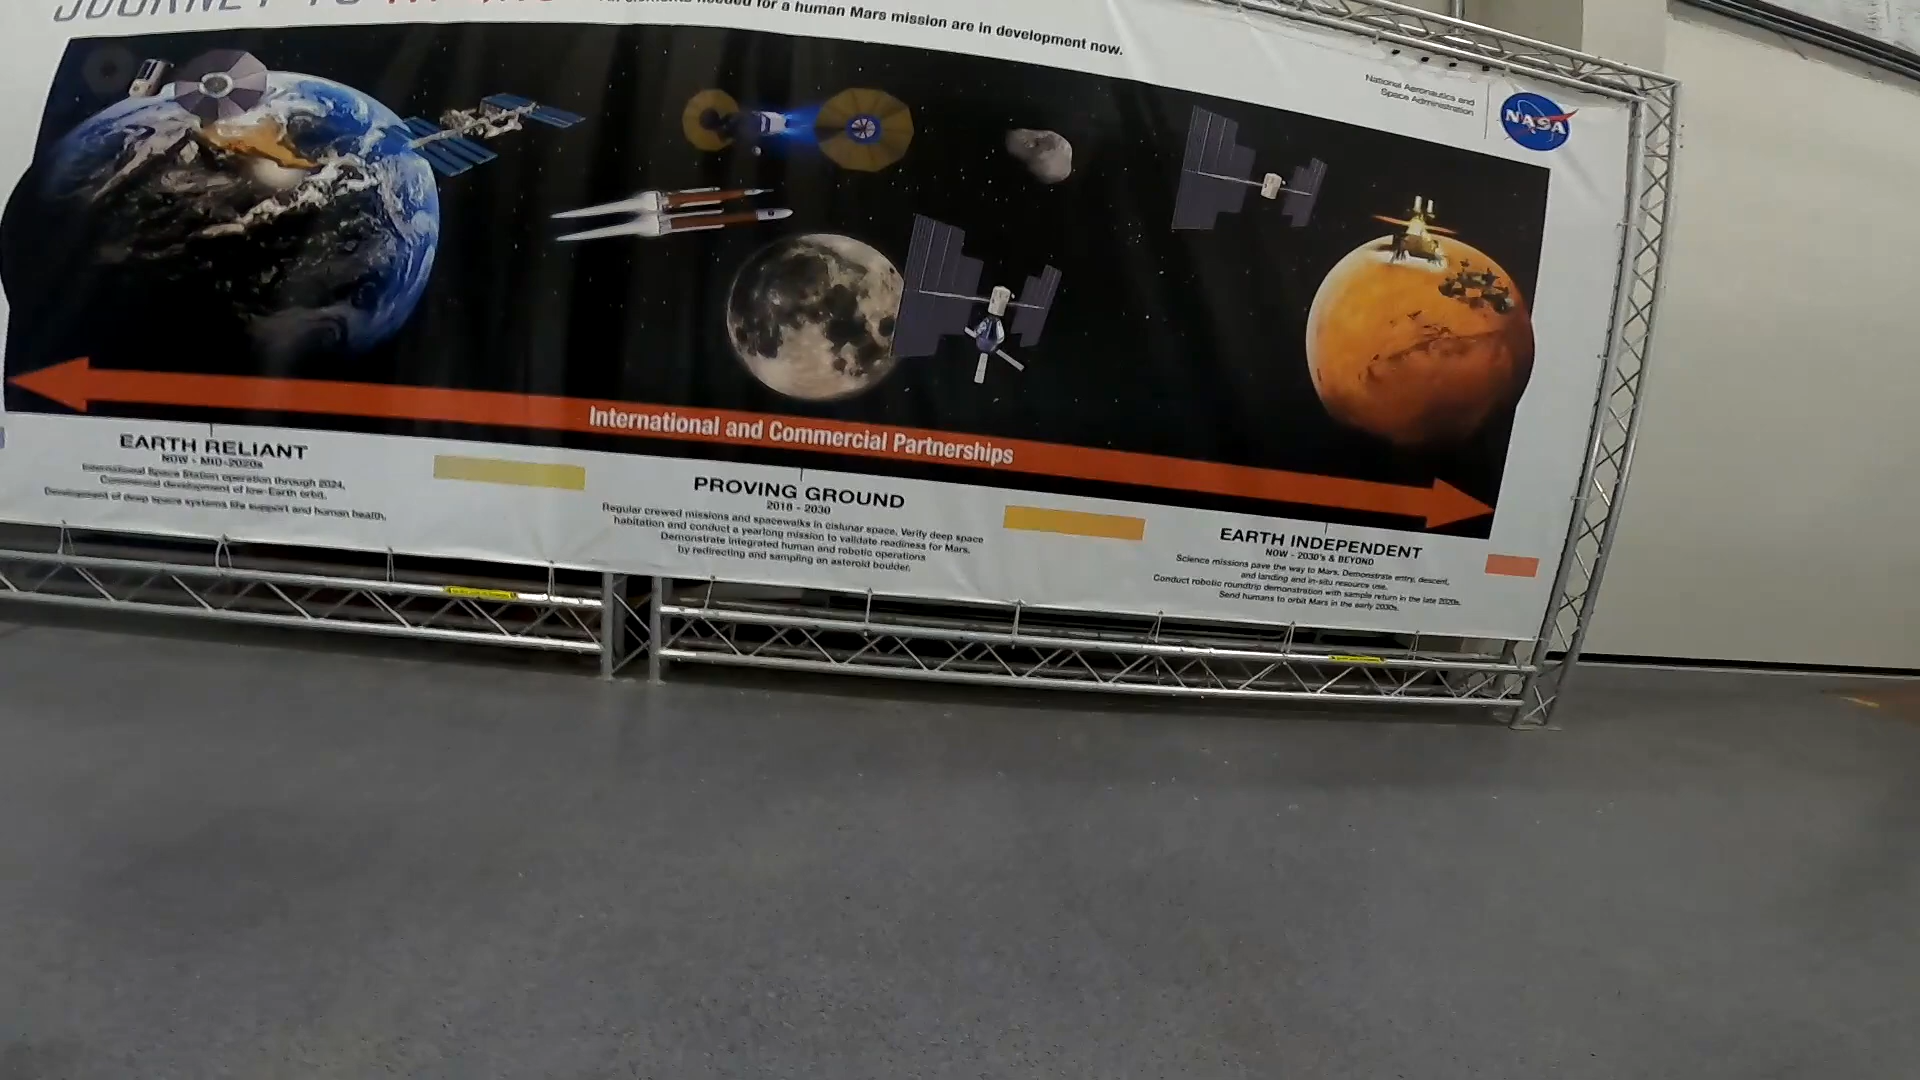 JOURNEY TO
needed for a human Mars mission are in development now.
National Aeronautics and
Space Administration
NASA
International and Commercial Partnerships
EARTH RELIANT
NOW - MID-2020s
International Space Station operation through 2024.
Commercial development of low-Earth orbit.
Development of deep space systems life support and human health.
PROVING GROUND
2018 - 2030
Regular crewed missions and spacewalks in cislunar space. Verify deep space
habitation and conduct a yearlong mission to validate readiness for Mars.
Demonstrate integrated human and robotic operations
by redirecting and sampling an asteroid boulder.
EARTH INDEPENDENT
NOW - 2030's & BEYOND
Science missions pave the way to Mars. Demonstrate entry, descent,
and landing and in-situ resource use.
Conduct robotic roundtrip demonstration with sample return in the late 2020s.
Send humans to orbit Mars in the early 2030s.